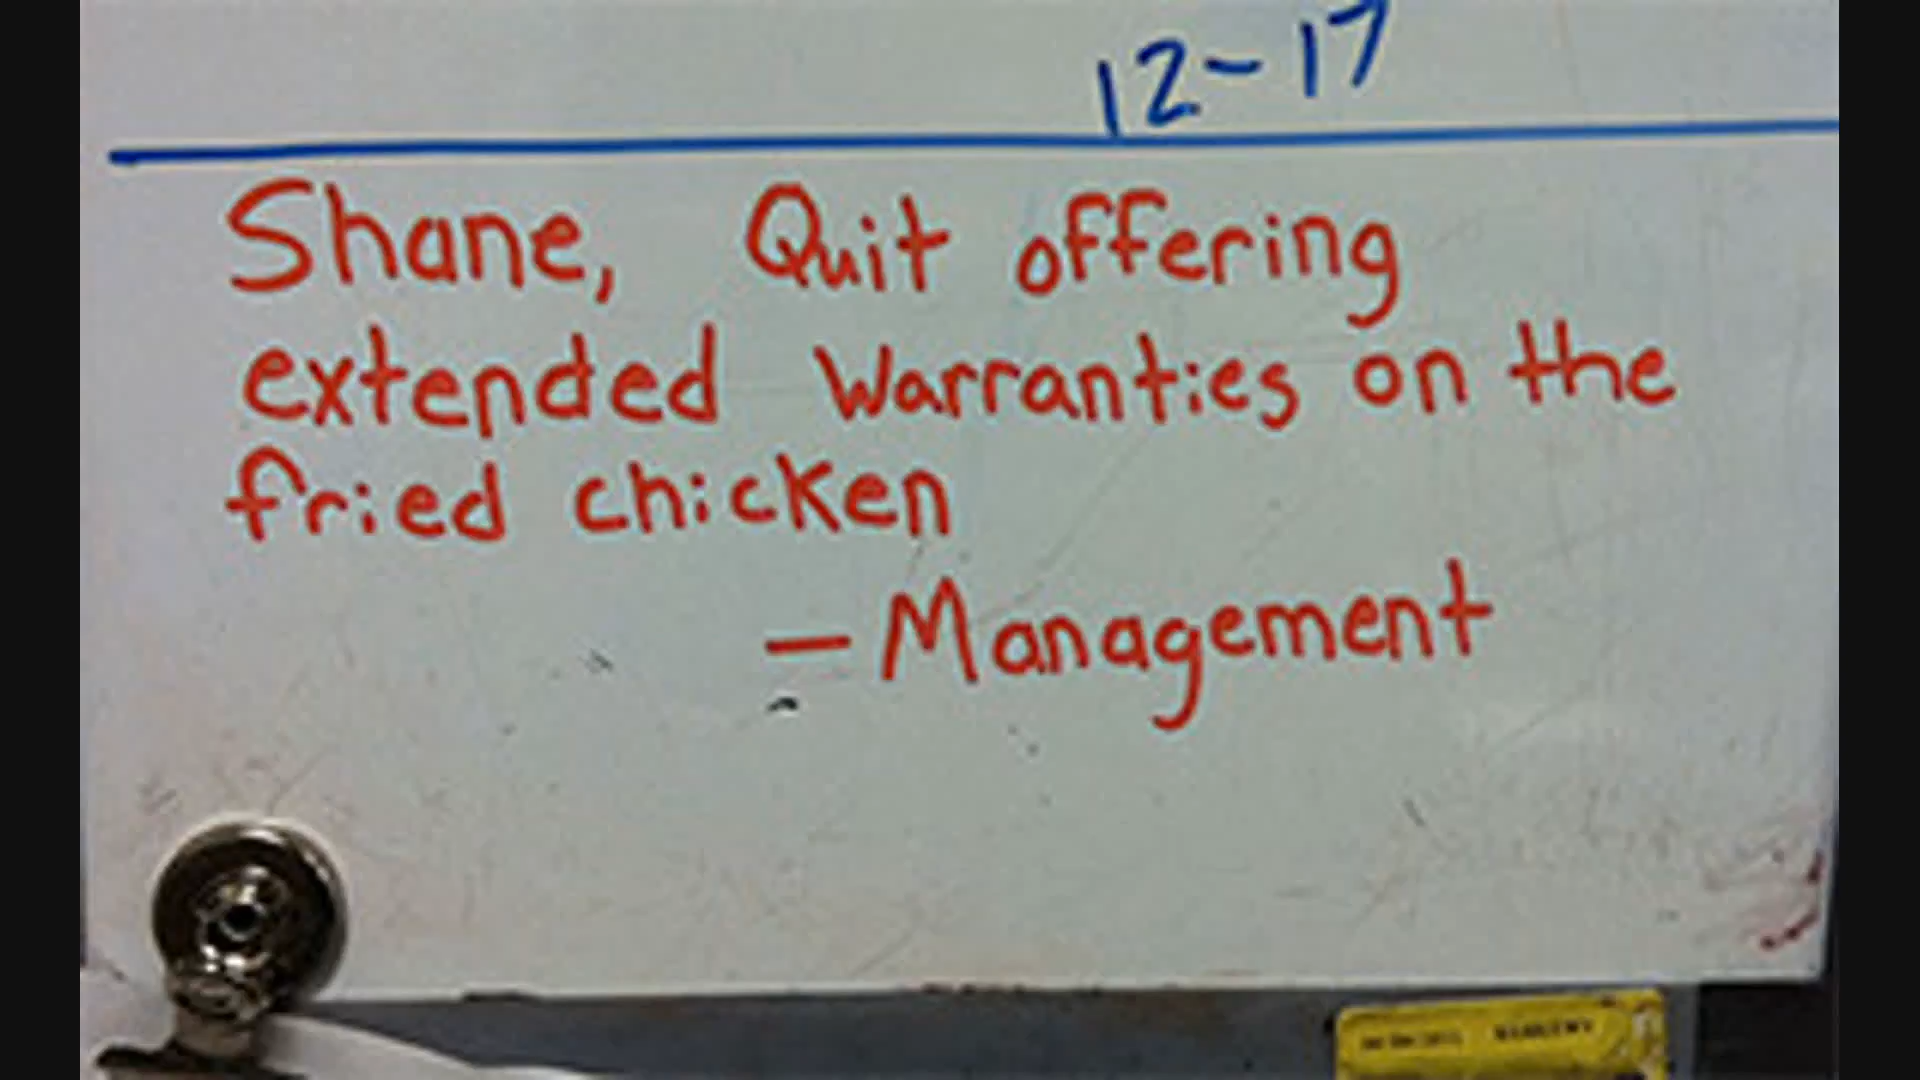 12-17
Shane, Quit offering
extended Warranties on the
fried chicken
- Management